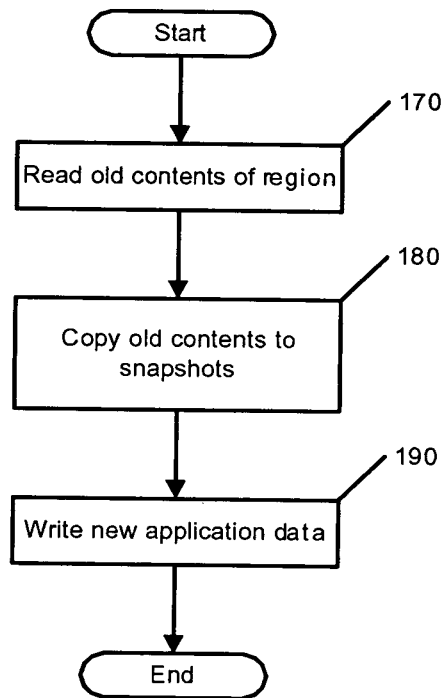 Start
170
Read old contents of region
180
Copy old contents to
snapshots
190
Write new application data
End